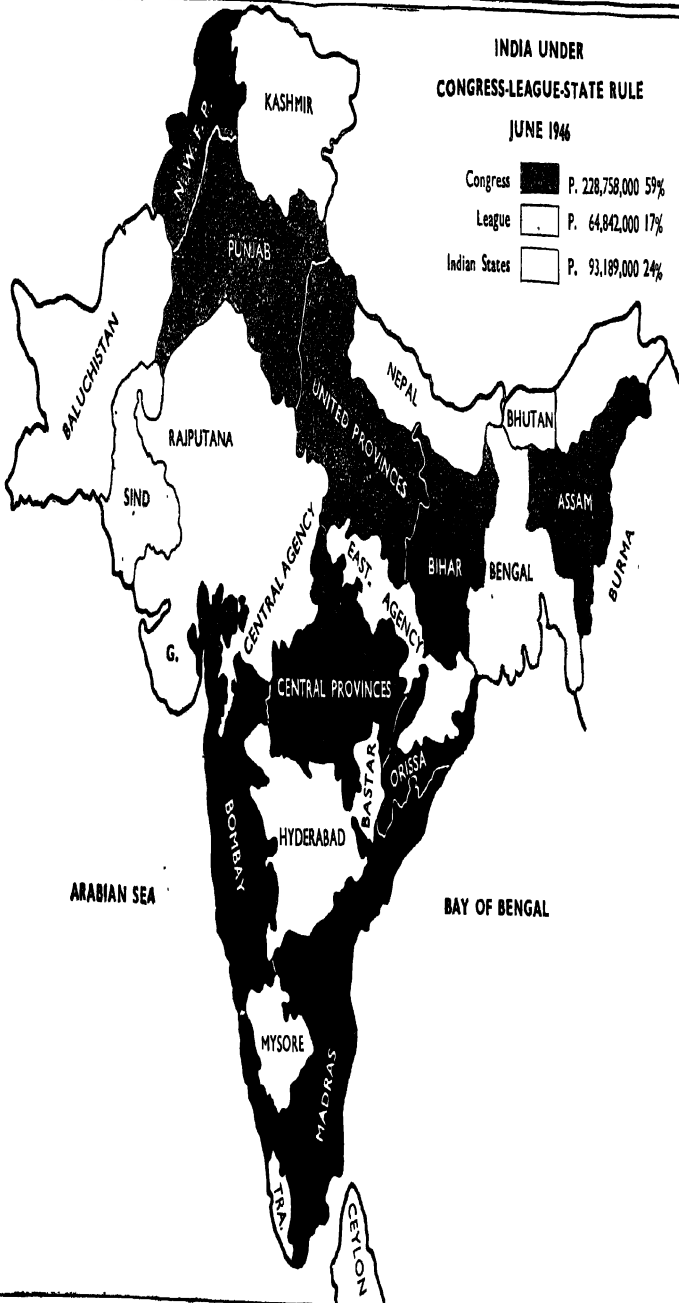 INDIA UNDER
CONGRESS-LEAGUE-STATE RULE
JUNE 1946
Congress P. 228,758,000 59%
League P. 64,842,000 17%
Indian States P. 93,189,000 24%
KASHMIR
N. W. F. P.
PUNJAB
BALUCHISTAN
NEPAL
UNITED PROVINCES
BHUTAN
RAJPUTANA
SIND
ASSAM
CENTRAL AGENCY
EAST. AGENCY
BIHAR
BENGAL
BURMA
G.
CENTRAL PROVINCES
BASTAR
ORISSA
BOMBAY
HYDERABAD
ARABIAN SEA
BAY OF BENGAL
MYSORE
MADRAS
TRA.
CEYLON